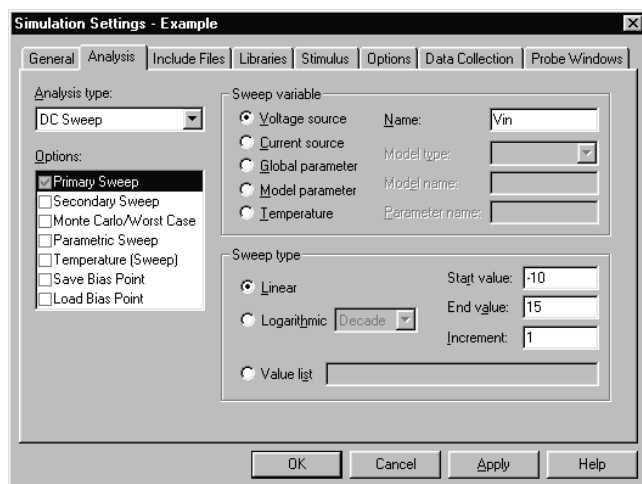 Simulation Settings - Example
General Analysis Include Files Libraries Stimulus Options Data Collection Probe Windows
Analysis type:
DC Sweep
Options:
Primary Sweep
Secondary Sweep
Monte Carlo/Worst Case
Parametric Sweep
Temperature (Sweep)
Save Bias Point
Load Bias Point
Sweep variable
Voltage source
Current source
Global parameter
Model parameter
Temperature
Name: Vin
Model type:
Model name:
Parameter name:
Sweep type
Linear
Logarithmic Decade
Value list
Start value: -10
End value: 15
Increment: 1
OK Cancel Apply Help